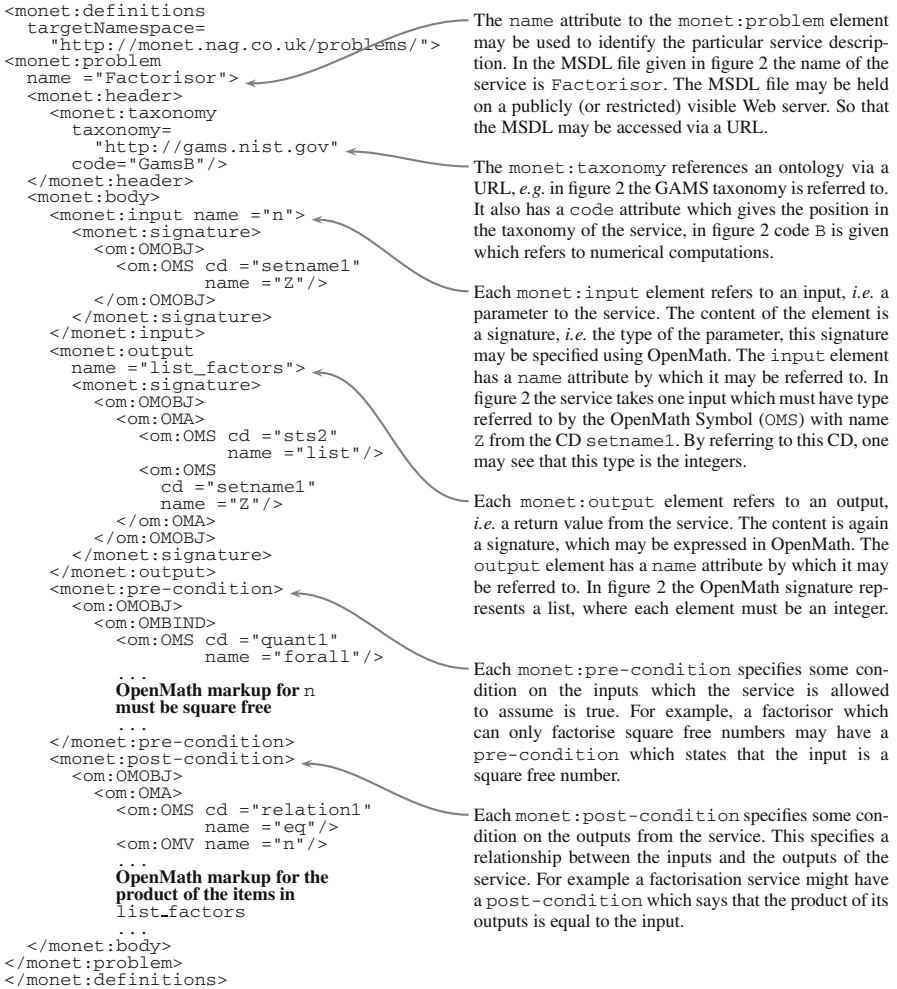 <monet:definitions
targetNamespace=
"http://monet.nag.co.uk/problems/">
<monet:problem
name ="Factorisor">
<monet:header>
<monet:taxonomy
taxonomy=
"http://gams.nist.gov"
code="GamsB"/>
</monet:header>
<monet:body>
<monet:input name ="n">
<monet:signature>
<om:OMOBJ>
<om:OMS cd ="setname1"
name ="Z"/>
</om:OMOBJ>
</monet:signature>
</monet:input>
<monet:output
name ="list_factors">
<monet:signature>
<om:OMOBJ>
<om:OMA>
<om:OMS cd ="sts2"
name ="list"/>
<om:OMS
cd ="setname1"
name ="Z"/>
</om:OMA>
</om:OMOBJ>
</monet:signature>
</monet:output>
<monet:pre-condition>
<om:OMOBJ>
<om:OMBIND>
<om:OMS cd ="quant1"
name ="forall"/>
...
OpenMath markup for n
must be square free
...
</monet:pre-condition>
<monet:post-condition>
<om:OMOBJ>
<om:OMA>
<om:OMS cd ="relation1"
name ="eq"/>
<om:OMV name ="n"/>
...
OpenMath markup for the
product of the items in
list_factors
...
</monet:body>
</monet:problem>
</monet:definitions>
The name attribute to the monet:problem element
may be used to identify the particular service descrip-
tion. In the MSDL file given in figure 2 the name of the
service is Factorisor. The MSDL file may be held
on a publicly (or restricted) visible Web server. So that
the MSDL may be accessed via a URL.
The monet:taxonomy references an ontology via a
URL, e.g. in figure 2 the GAMS taxonomy is referred to.
It also has a code attribute which gives the position in
the taxonomy of the service, in figure 2 code B is given
which refers to numerical computations.
Each monet:input element refers to an input, i.e. a
parameter to the service. The content of the element is
a signature, i.e. the type of the parameter, this signature
may be specified using OpenMath. The input element
has a name attribute by which it may be referred to. In
figure 2 the service takes one input which must have type
referred to by the OpenMath Symbol (OMS) with name
Z from the CD setname1. By referring to this CD, one
may see that this type is the integers.
Each monet:output element refers to an output,
i.e. a return value from the service. The content is again
a signature, which may be expressed in OpenMath. The
output element has a name attribute by which it may
be referred to. In figure 2 the OpenMath signature rep-
resents a list, where each element must be an integer.
Each monet:pre-condition specifies some con-
dition on the inputs which the service is allowed
to assume is true. For example, a factorisor which
can only factorise square free numbers may have a
pre-condition which states that the input is a
square free number.
Each monet:post-condition specifies some con-
dition on the outputs from the service. This specifies a
relationship between the inputs and the outputs of the
service. For example a factorisation service might have
a post-condition which says that the product of its
outputs is equal to the input.